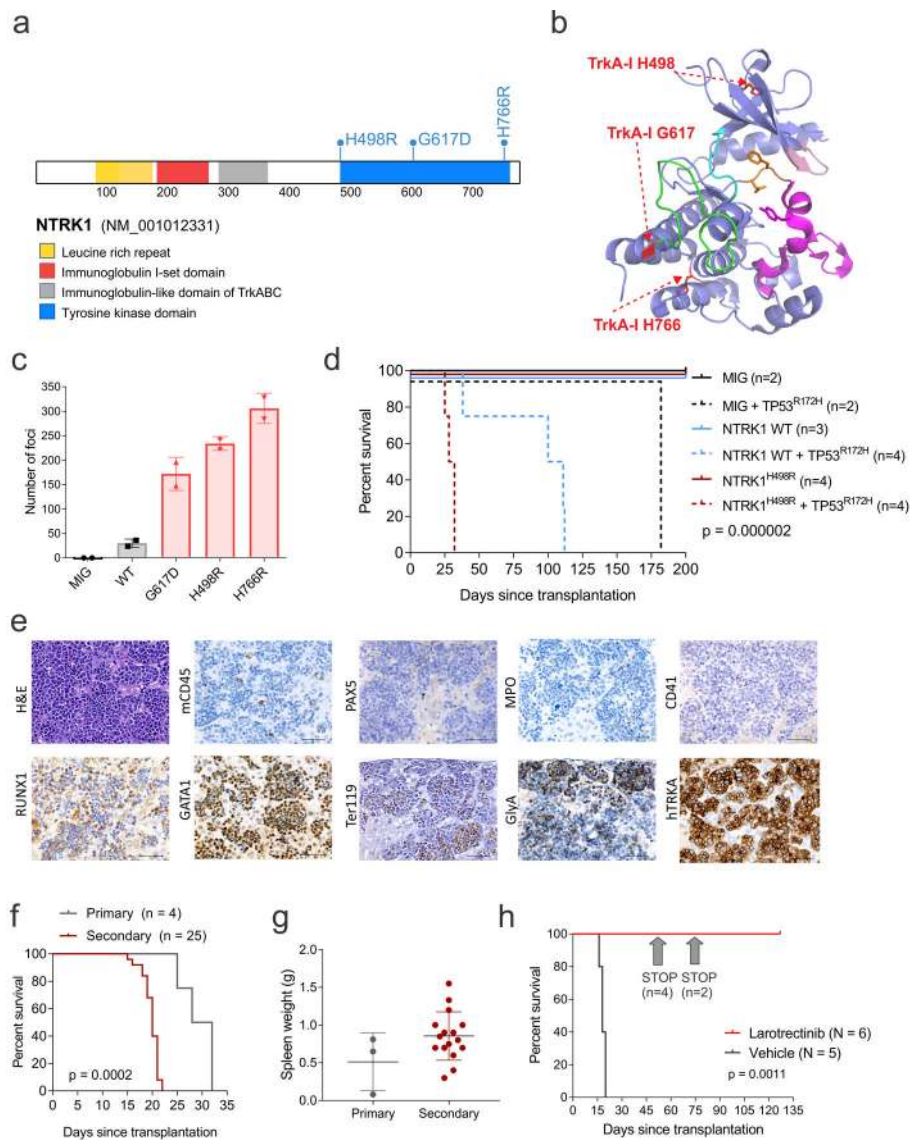 a
H498R
G617D
H766R
100 200 300 400 500 600 700
NTRK1 (NM_001012331)
Leucine rich repeat
Immunoglobulin I-set domain
Immunoglobulin-like domain of TrkABC
Tyrosine kinase domain
b
TrkA-I H498
TrkA-I G617
TrkA-I H766
c
Number of foci
350
300
250
200
150
100
50
0
MIG
WT
G617D
H498R
H766R
d
Percent survival
100
80
60
40
20
0
0 25 50 75 100 125 150 175 200
Days since transplantation
MIG (n=2)
MIG + TP53R172H (n=2)
NTRK1 WT (n=3)
NTRK1 WT + TP53R172H (n=4)
NTRK1H498R (n=4)
NTRK1H498R + TP53R172H (n=4)
p = 0.000002
e
H&E
mCD45
PAX5
MPO
CD41
RUNX1
GATA1
Ter119
GlyA
hTRKA
f
Primary (n = 4)
Secondary (n = 25)
Percent survival
100
80
60
40
20
0
p = 0.0002
0 5 10 15 20 25 30 35
Days since transplantation
g
Spleen weight (g)
2.0
1.5
1.0
0.5
0.0
Primary Secondary
h
Percent survival
100
80
60
40
20
0
STOP
(n=4)
STOP
(n=2)
Larotrectinib (N = 6)
Vehicle (N = 5)
p = 0.0011
0 15 30 45 60 75 90 105 120 135
Days since transplantation